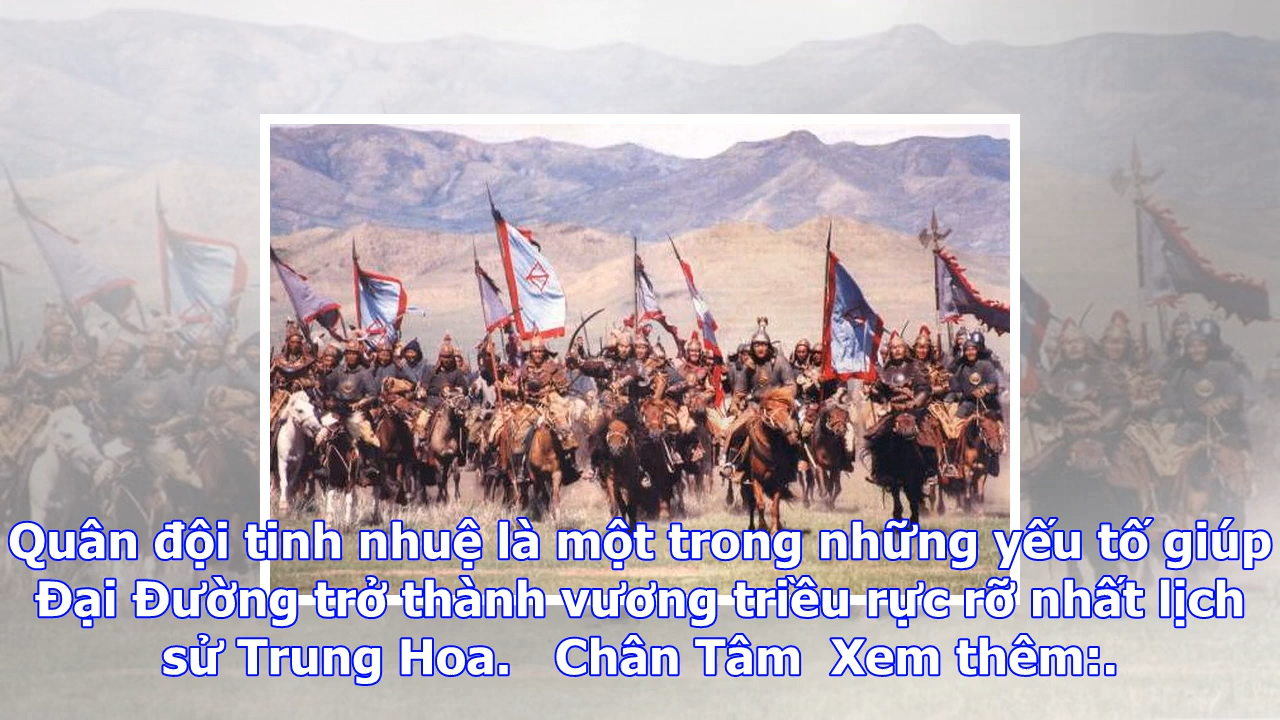 Quân đội tinh nhuệ là một trong những yếu tố giúp
Đại Đường trở thành vương triều rực rỡ nhất lịch
sử Trung Hoa.   Chân Tâm  Xem thêm:.